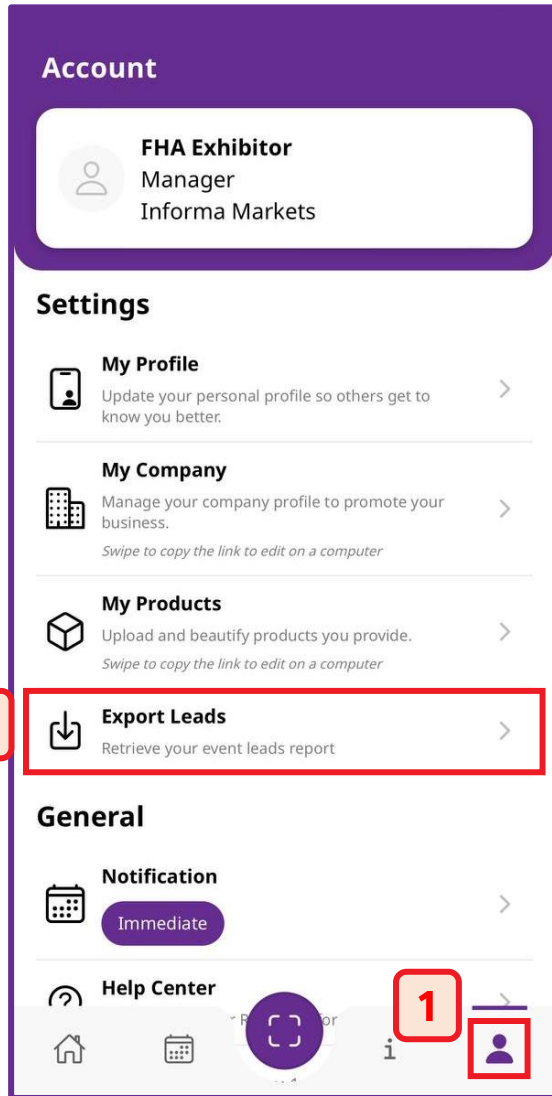 Account
FHA Exhibitor
Manager
Informa Markets
Settings
My Profile
Update your personal profile so others get to
know you better.
My Company
Manage your company profile to promote your
business.
Swipe to copy the link to edit on a computer
My Products
Upload and beautify products you provide.
Swipe to copy the link to edit on a computer
Export Leads
Retrieve your event leads report
General
Notification
Immediate
Help Center
1